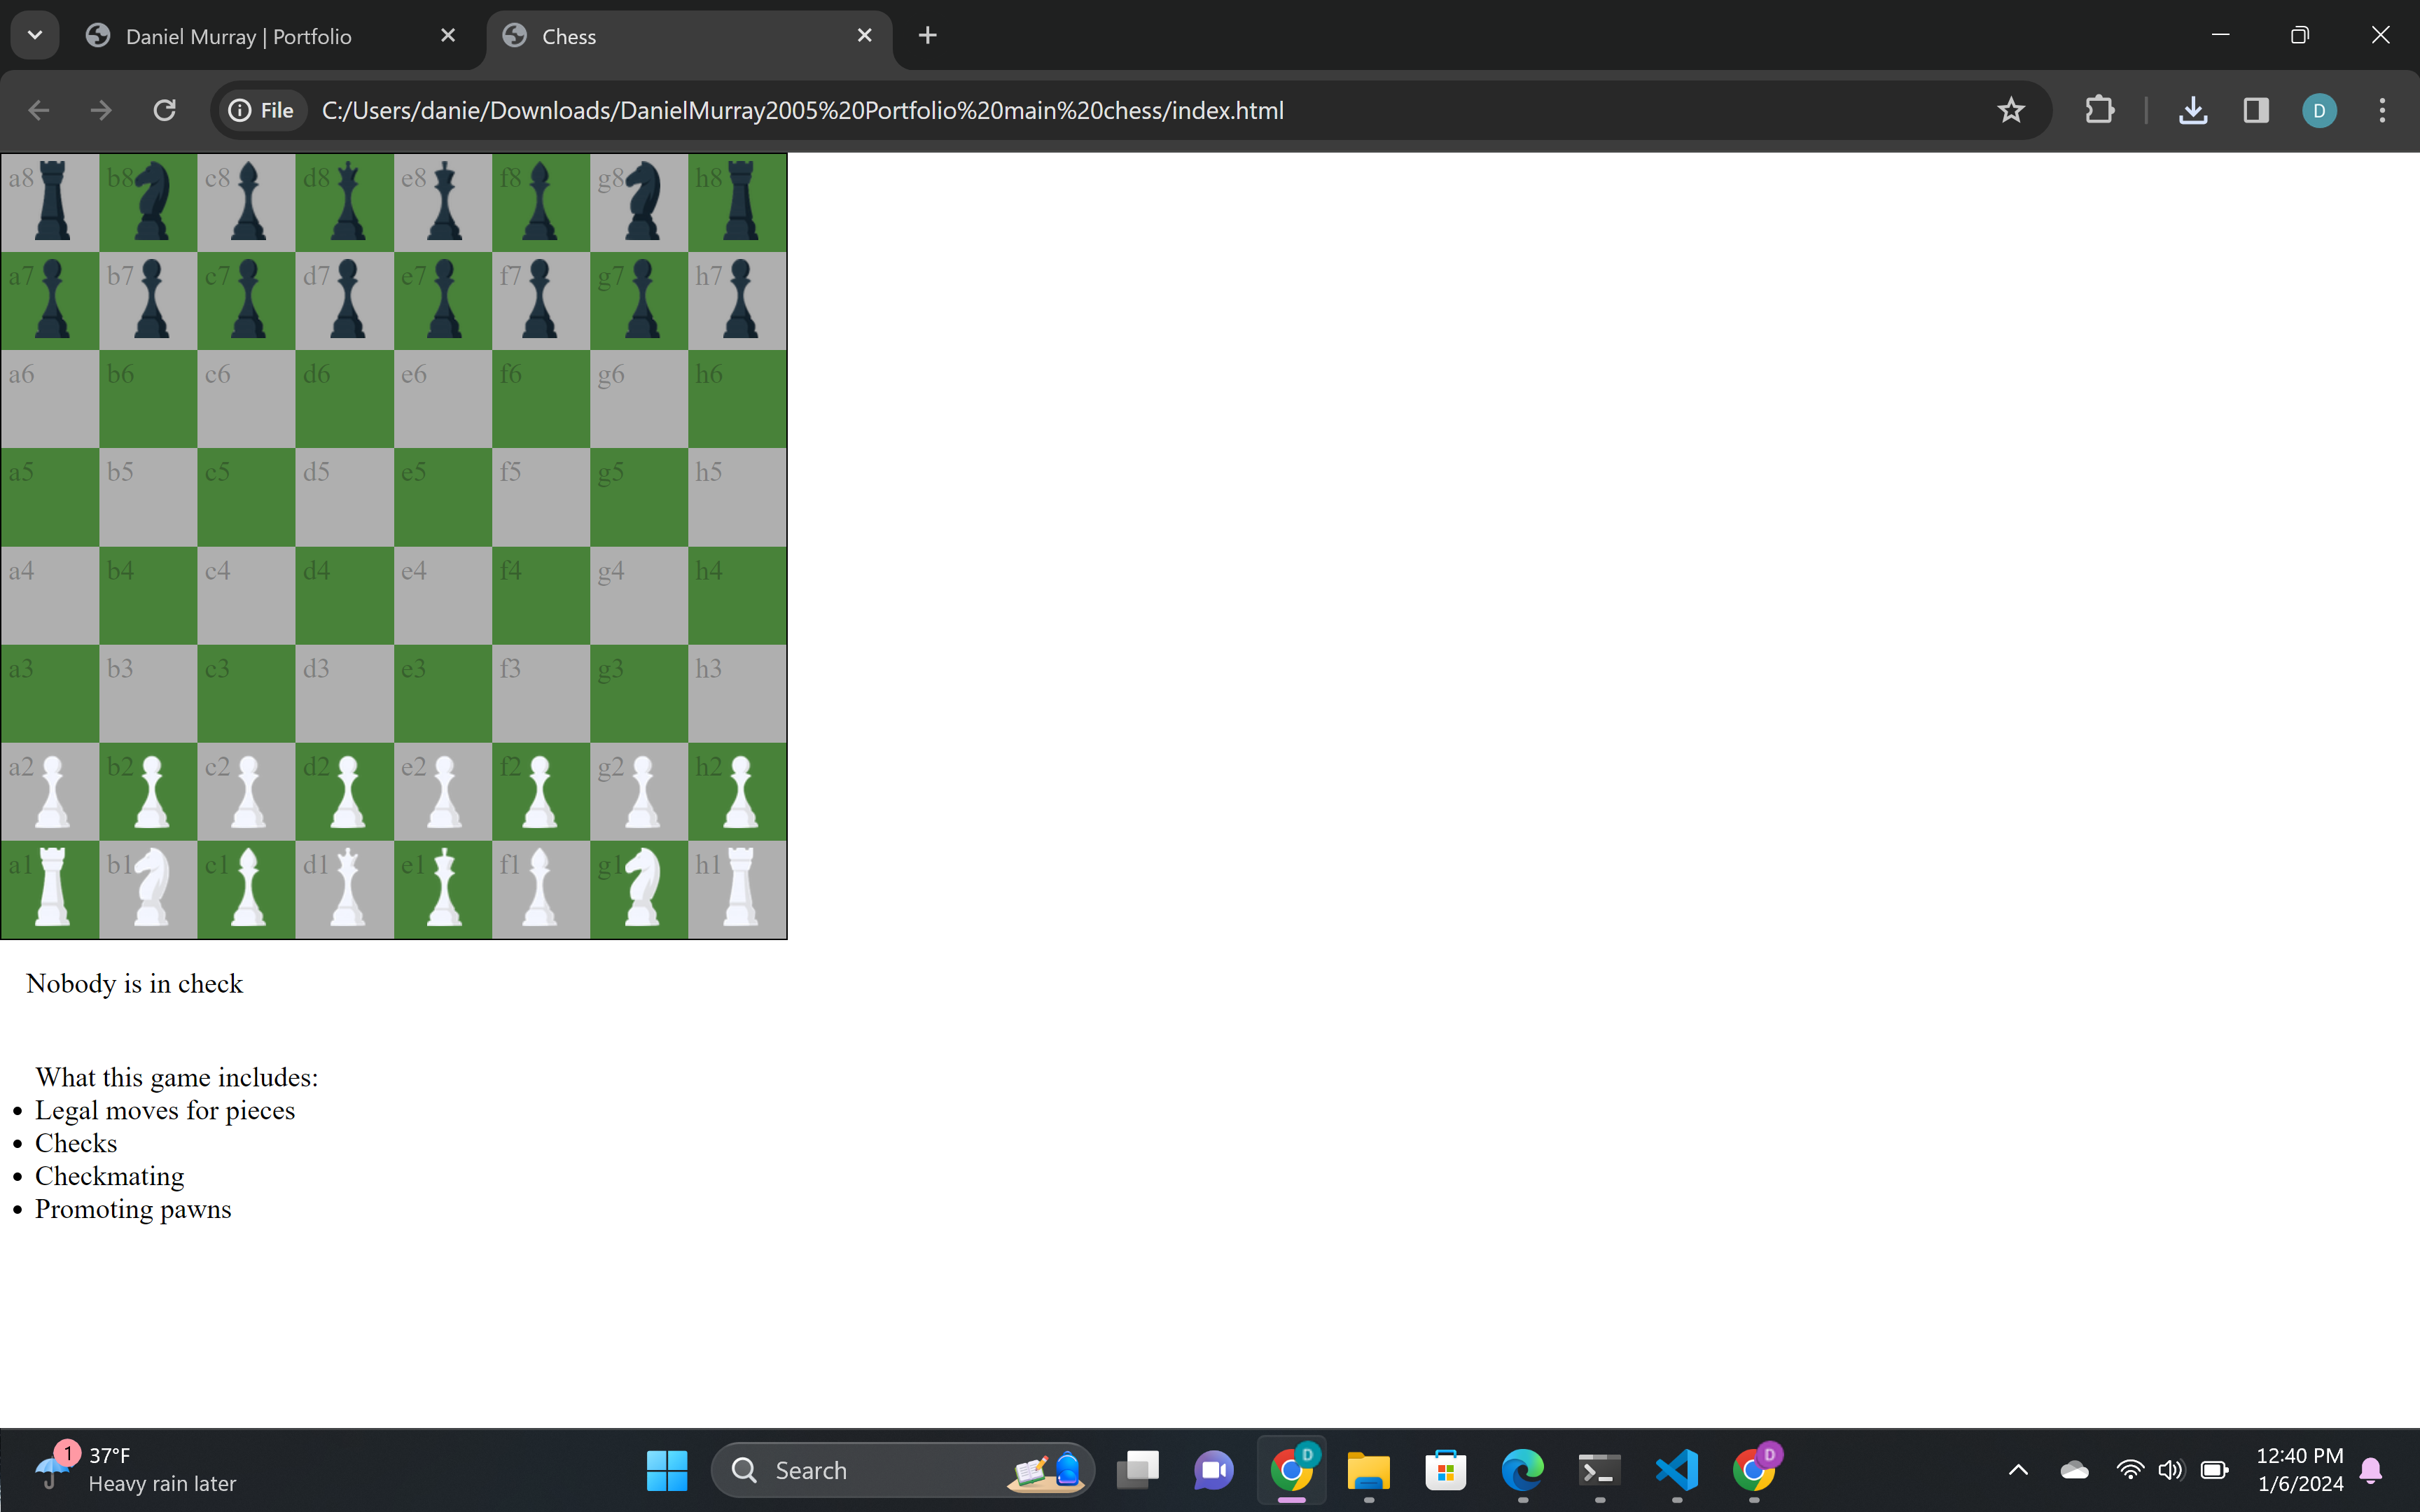 Daniel Murray | Portfolio
Chess
File
C:/Users/danie/Downloads/DanielMurray2005%20Portfolio%20main%20chess/index.html
D
a8 b8 c8 d8 e8 f8 g8 h8
a7 b7 c7 d7 e7 f7 g7 h7
a6 b6 c6 d6 e6 f6 g6 h6
a5 b5 c5 d5 e5 f5 g5 h5
a4 b4 c4 d4 e4 f4 g4 h4
a3 b3 c3 d3 e3 f3 g3 h3
a2 b2 c2 d2 e2 f2 g2 h2
a1 b1 c1 d1 e1 f1 g1 h1
Nobody is in check
What this game includes:
• Legal moves for pieces
• Checks
• Checkmating
• Promoting pawns
1
37°F
Heavy rain later
Search
D
D
12:40 PM
1/6/2024